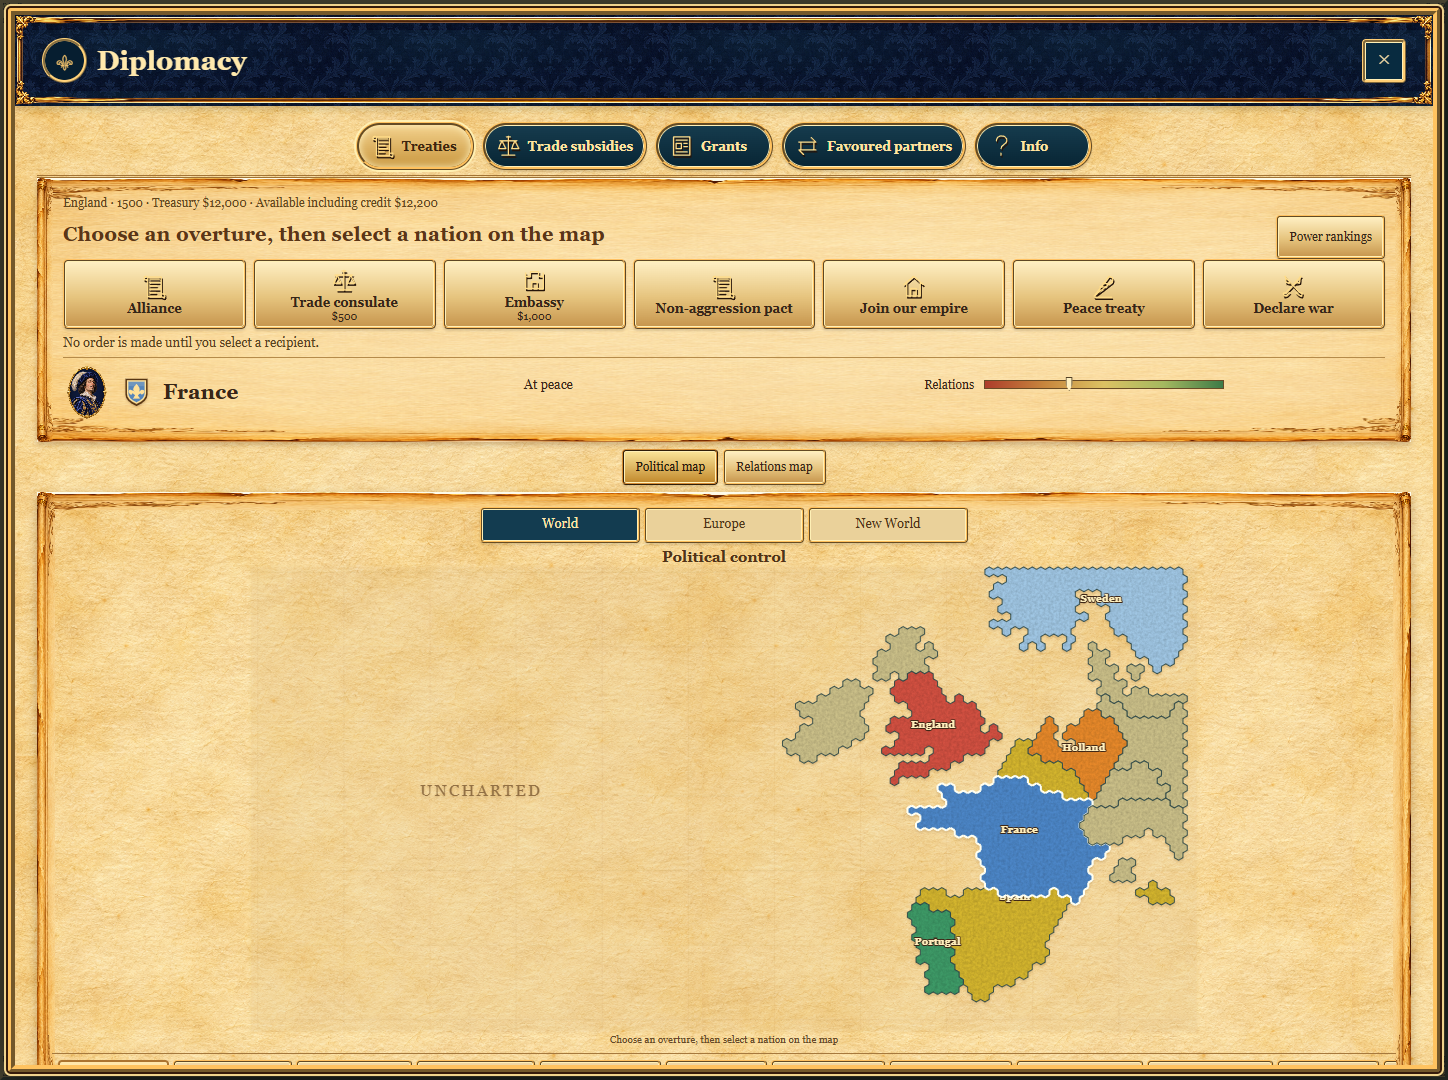 Diplomacy
×
Treaties
Trade subsidies
Grants
Favoured partners
Info
England · 1500 · Treasury $12,000 · Available including credit $12,200
Choose an overture, then select a nation on the map
Power rankings
Alliance
Trade consulate
$500
Embassy
$1,000
Non-aggression pact
Join our empire
Peace treaty
Declare war
No order is made until you select a recipient.
France
At peace
Relations
Political map
Relations map
World
Europe
New World
Political control
Sweden
England
Holland
UNCHARTED
France
Portugal
Choose an overture, then select a nation on the map